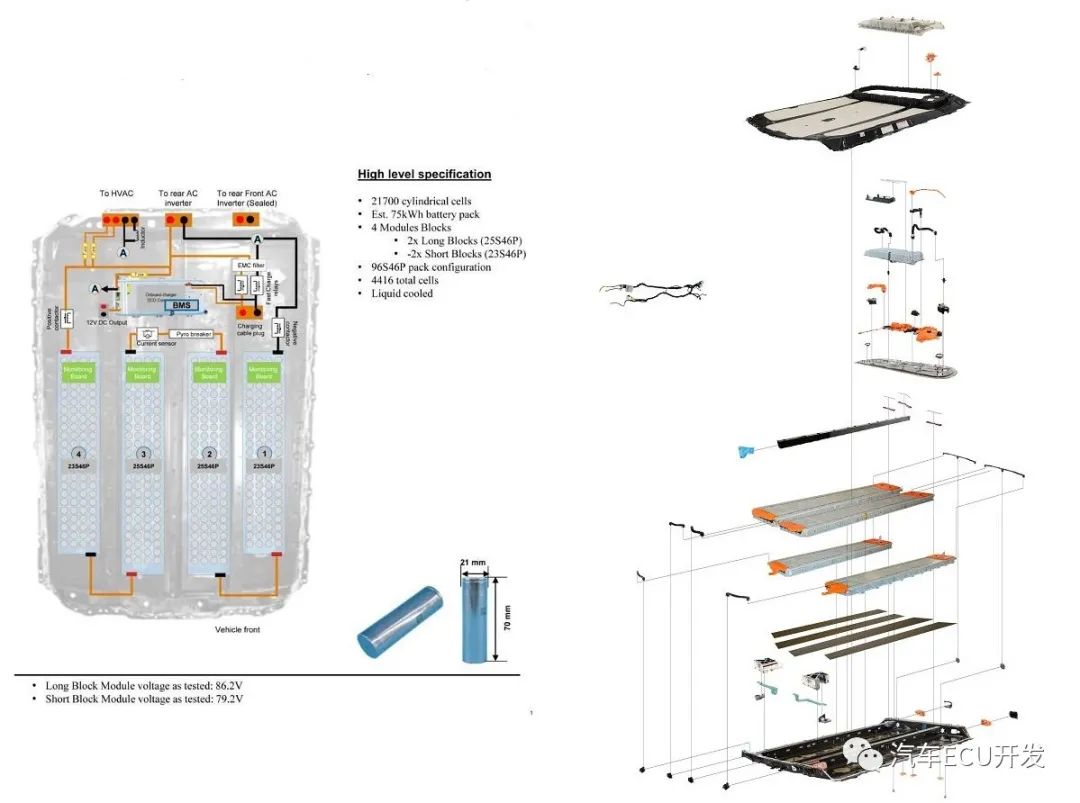 High level specification
• 21700 cylindrical cells
• Est. 75kWh battery pack
• 4 Modules Blocks
• 2x Long Blocks (25S46P)
• -2x Short Blocks (23S46P)
• 96S46P pack configuration
• 4416 total cells
• Liquid cooled
To HVAC
To rear AC
inverter
To rear Front AC
Inverter (Sealed)
Inductor
A
A
A
EMC filter
Fast Charge
relays
Onboard charger
BMS
Positive
contactor
12V DC Output
Charging
cable plug
Negative
contactor
Current sensor
Pyro breaker
Monitoring
Board
Monitoring
Board
Monitoring
Board
Monitoring
Board
4
3
2
1
23S46P
25S46P
25S46P
23S46P
Vehicle front
21 mm
70 mm
• Long Block Module voltage as tested: 86.2V
• Short Block Module voltage as tested: 79.2V
1
汽车ECU开发